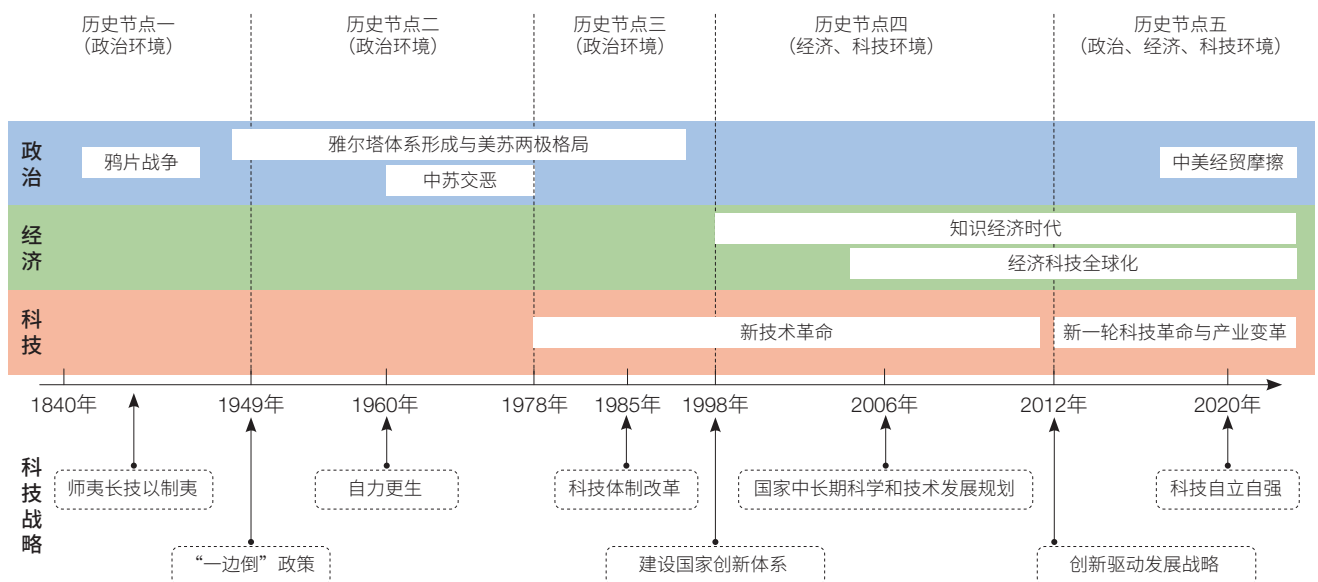 历史节点一
(政治环境)
历史节点二
(政治环境)
历史节点三
(政治环境)
历史节点四
(经济、科技环境)
历史节点五
(政治、经济、科技环境)
政治
鸦片战争
雅尔塔体系形成与美苏两极格局
中苏交恶
中美经贸摩擦
经济
知识经济时代
经济科技全球化
科技
新技术革命
新一轮科技革命与产业变革
1840年
1949年
1960年
1978年
1985年
1998年
2006年
2012年
2020年
科技战略
师夷长技以制夷
自力更生
科技体制改革
国家中长期科学和技术发展规划
科技自立自强
“一边倒”政策
建设国家创新体系
创新驱动发展战略